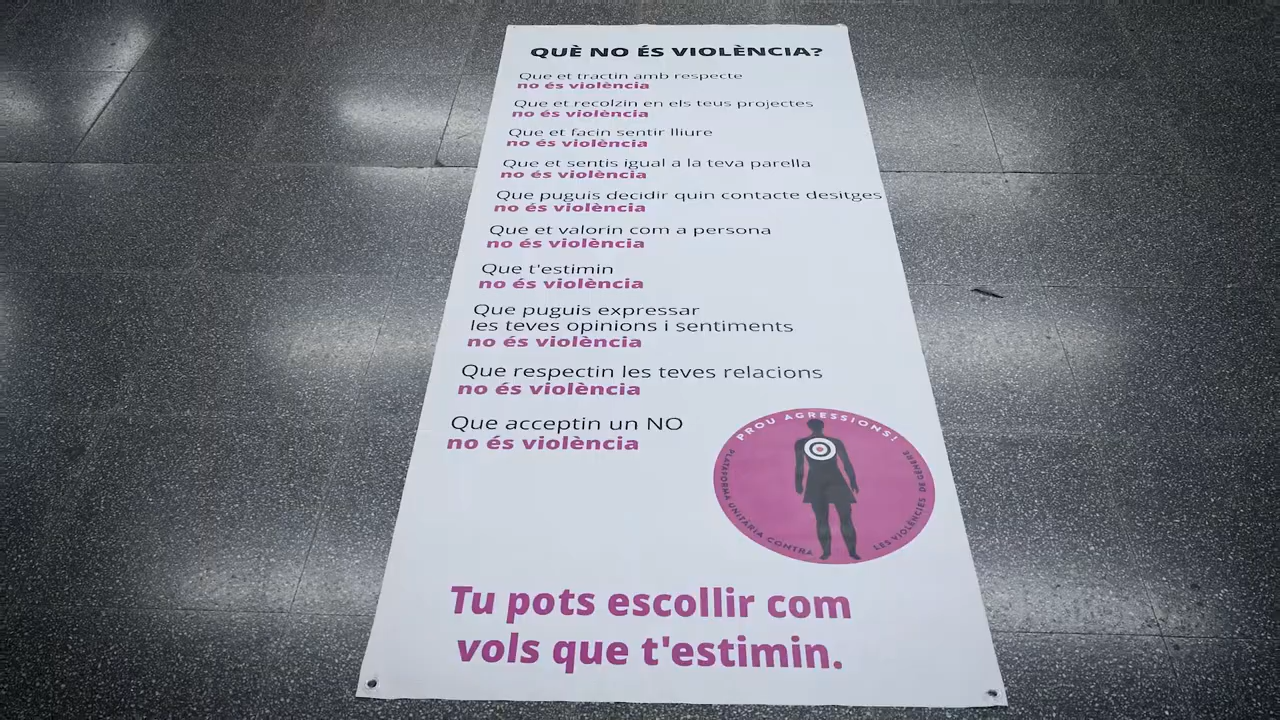 QUÈ NO ÉS VIOLÈNCIA?
Que et tractin amb respecte
no és violència
Que et recolzin en els teus projectes
no és violència
Que et facin sentir lliure
no és violència
Que et sentis igual a la teva parella
no és violència
Que puguis decidir quin contacte desitges
no és violència
Que et valorin com a persona
no és violència
Que t'estimin
no és violència
Que puguis expressar
les teves opinions i sentiments
no és violència
Que respectin les teves relacions
no és violència
Que acceptin un NO
no és violència
PROU AGRESSIONS!
PLATAFORMA UNITÀRIA CONTRA LES VIOLÈNCIES DE GÈNERE
Tu pots escollir com
vols que t'estimin.